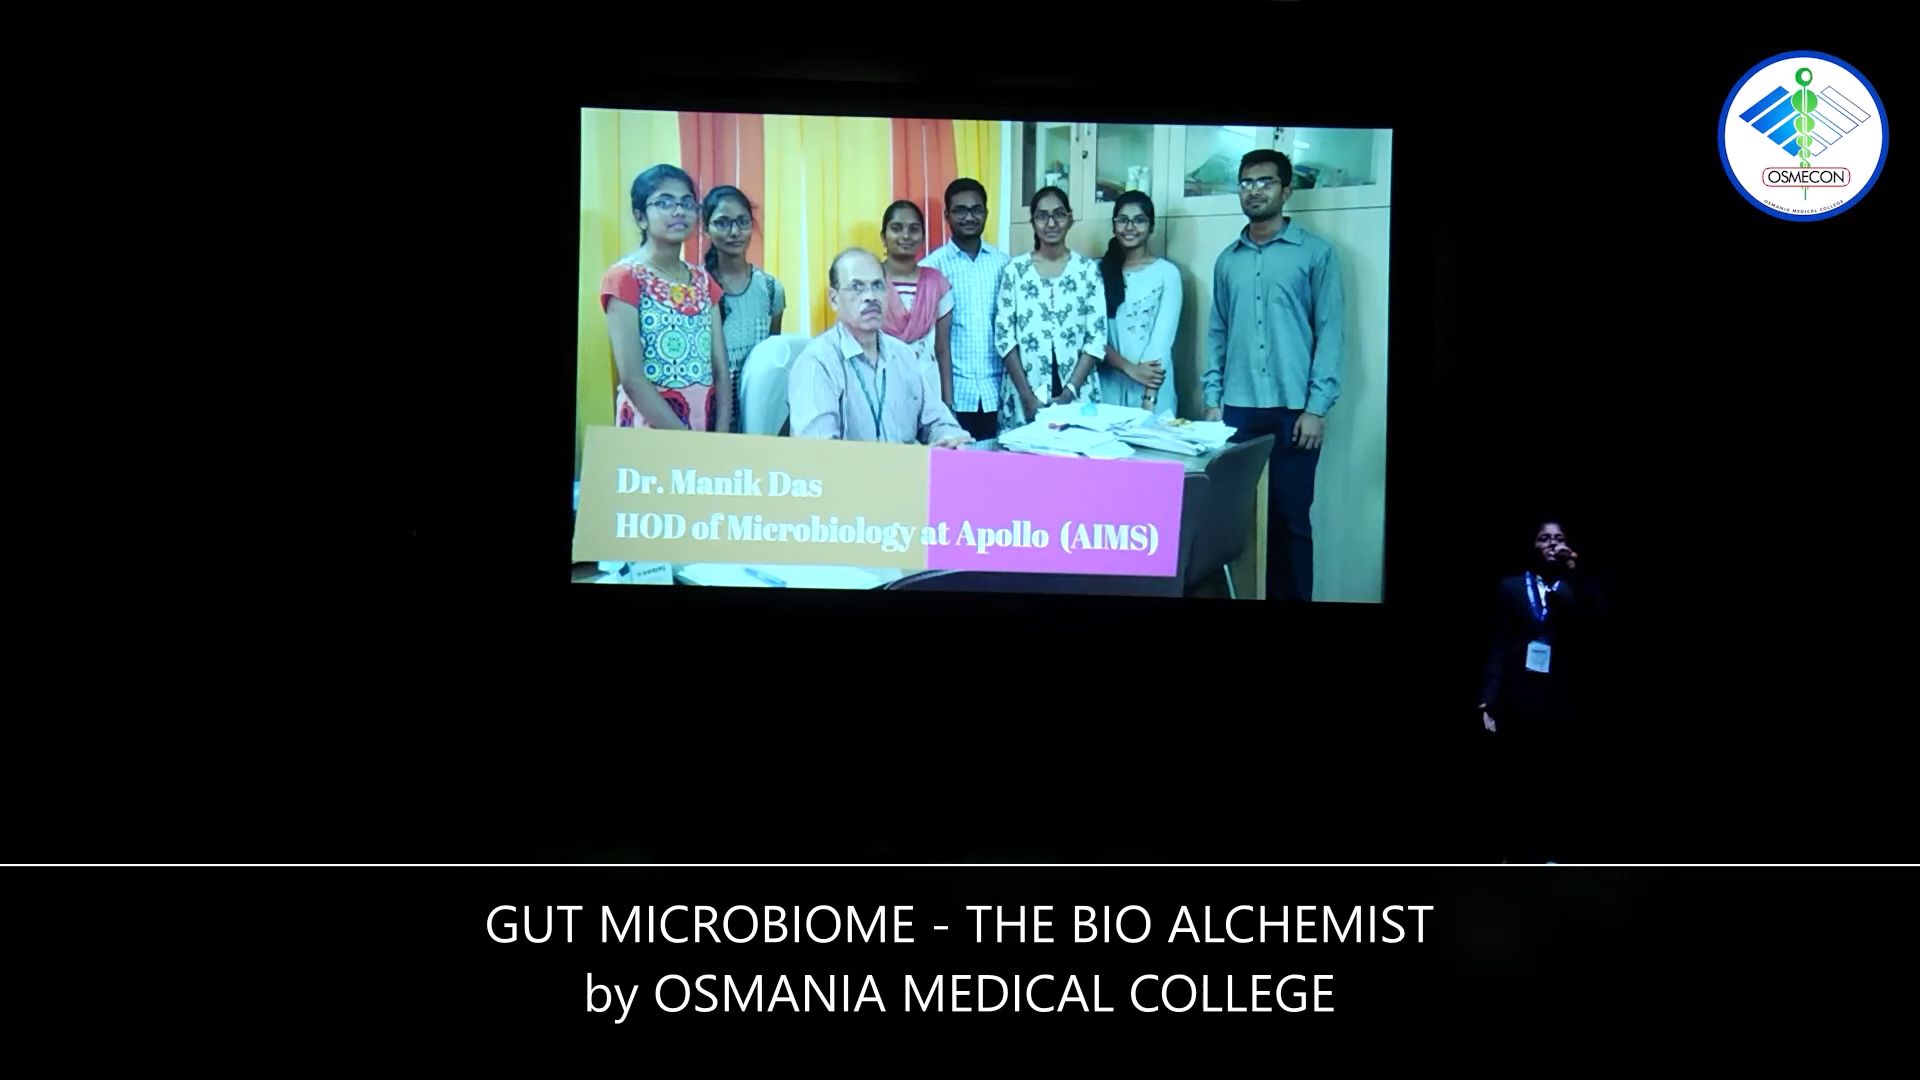 OSMECON
OSMANIA MEDICAL COLLEGE
Dr. Manik Das
HOD of Microbiology at Apollo (AIMS)
GUT MICROBIOME - THE BIO ALCHEMIST
by OSMANIA MEDICAL COLLEGE